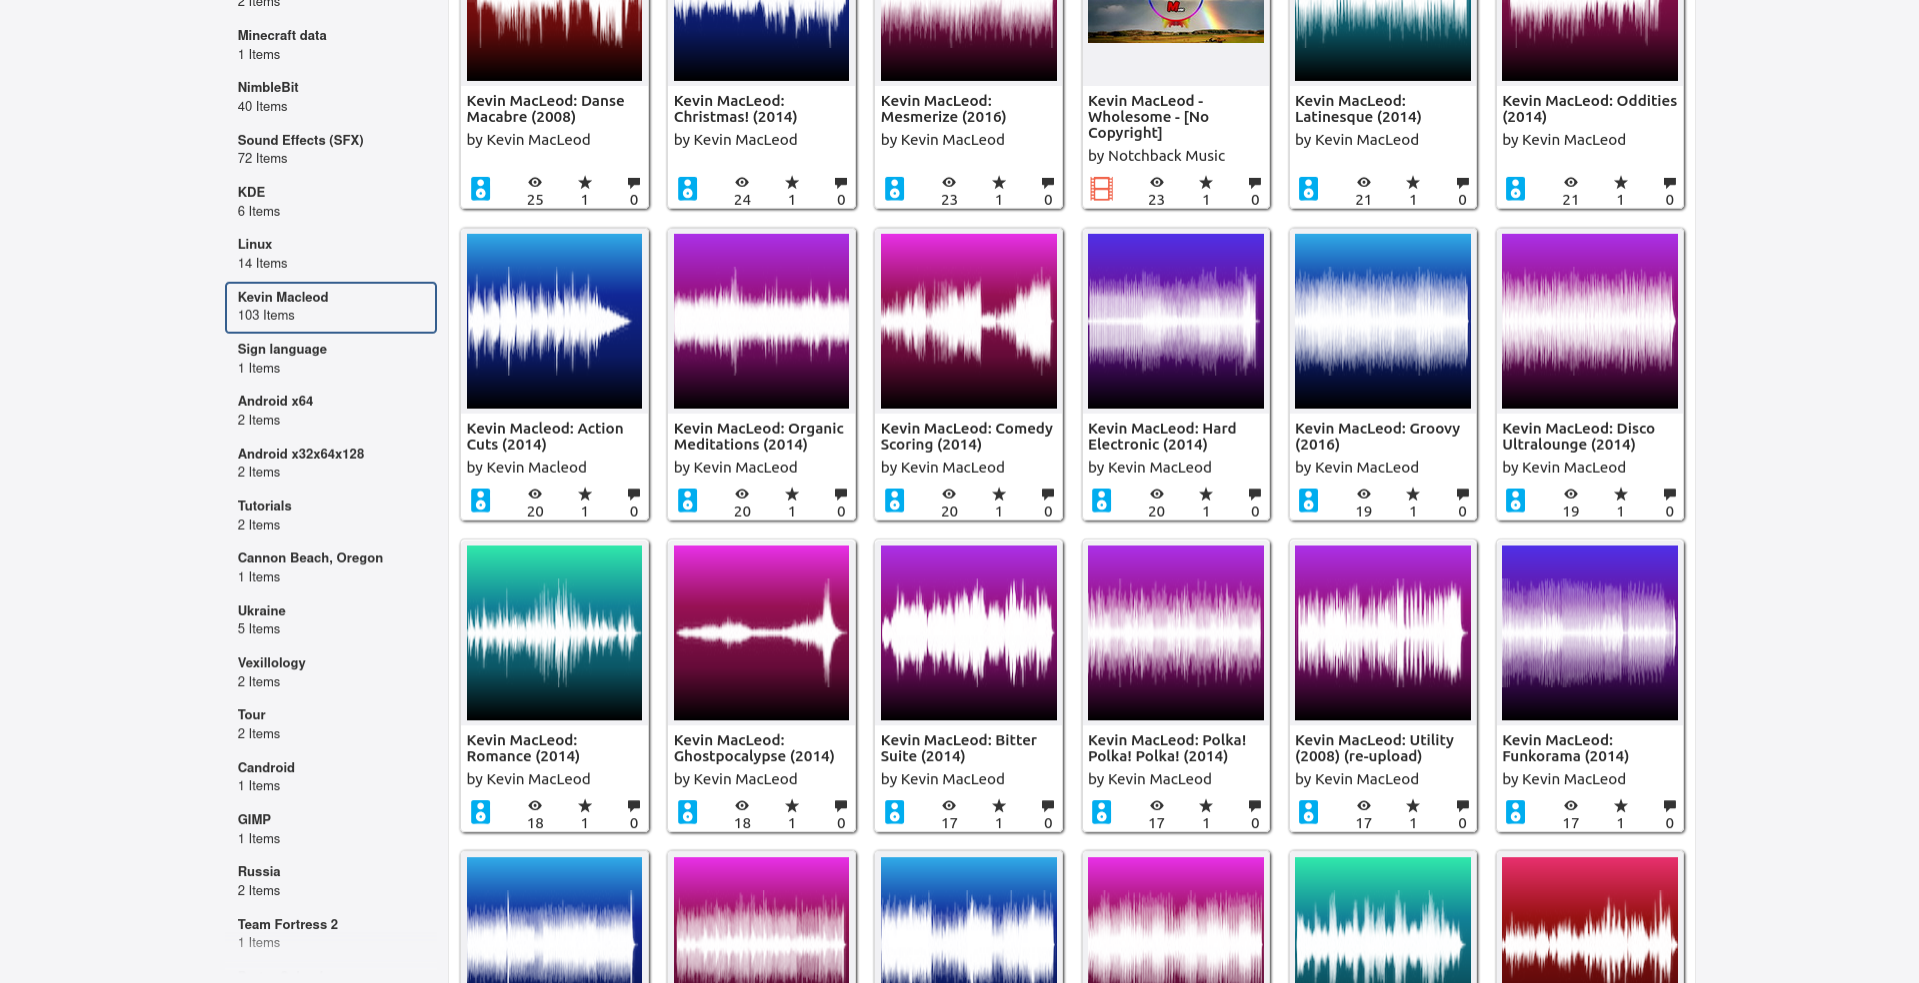 2 Items
Minecraft data
1 Items
NimbleBit
40 Items
Sound Effects (SFX)
72 Items
KDE
6 Items
Linux
14 Items
Kevin Macleod
103 Items
Sign language
1 Items
Android x64
2 Items
Android x32x64x128
2 Items
Tutorials
2 Items
Cannon Beach, Oregon
1 Items
Ukraine
5 Items
Vexillology
2 Items
Tour
2 Items
Candroid
1 Items
GIMP
1 Items
Russia
2 Items
Team Fortress 2
1 Items
Kevin MacLeod: Danse
Macabre (2008)
by Kevin MacLeod
25 1 0
Kevin MacLeod:
Christmas! (2014)
by Kevin MacLeod
24 1 0
Kevin MacLeod:
Mesmerize (2016)
by Kevin MacLeod
23 1 0
Kevin MacLeod -
Wholesome - [No
Copyright]
by Notchback Music
23 1 0
Kevin MacLeod:
Latinesque (2014)
by Kevin MacLeod
21 1 0
Kevin MacLeod: Oddities
(2014)
by Kevin MacLeod
21 1 0
Kevin Macleod: Action
Cuts (2014)
by Kevin Macleod
20 1 0
Kevin MacLeod: Organic
Meditations (2014)
by Kevin MacLeod
20 1 0
Kevin MacLeod: Comedy
Scoring (2014)
by Kevin MacLeod
20 1 0
Kevin MacLeod: Hard
Electronic (2014)
by Kevin MacLeod
20 1 0
Kevin MacLeod: Groovy
(2016)
by Kevin MacLeod
19 1 0
Kevin MacLeod: Disco
Ultralounge (2014)
by Kevin MacLeod
19 1 0
Kevin MacLeod:
Romance (2014)
by Kevin MacLeod
18 1 0
Kevin MacLeod:
Ghostpocalypse (2014)
by Kevin MacLeod
18 1 0
Kevin MacLeod: Bitter
Suite (2014)
by Kevin MacLeod
17 1 0
Kevin MacLeod: Polka!
Polka! Polka! (2014)
by Kevin MacLeod
17 1 0
Kevin MacLeod: Utility
(2008) (re-upload)
by Kevin MacLeod
17 1 0
Kevin MacLeod:
Funkorama (2014)
by Kevin MacLeod
17 1 0